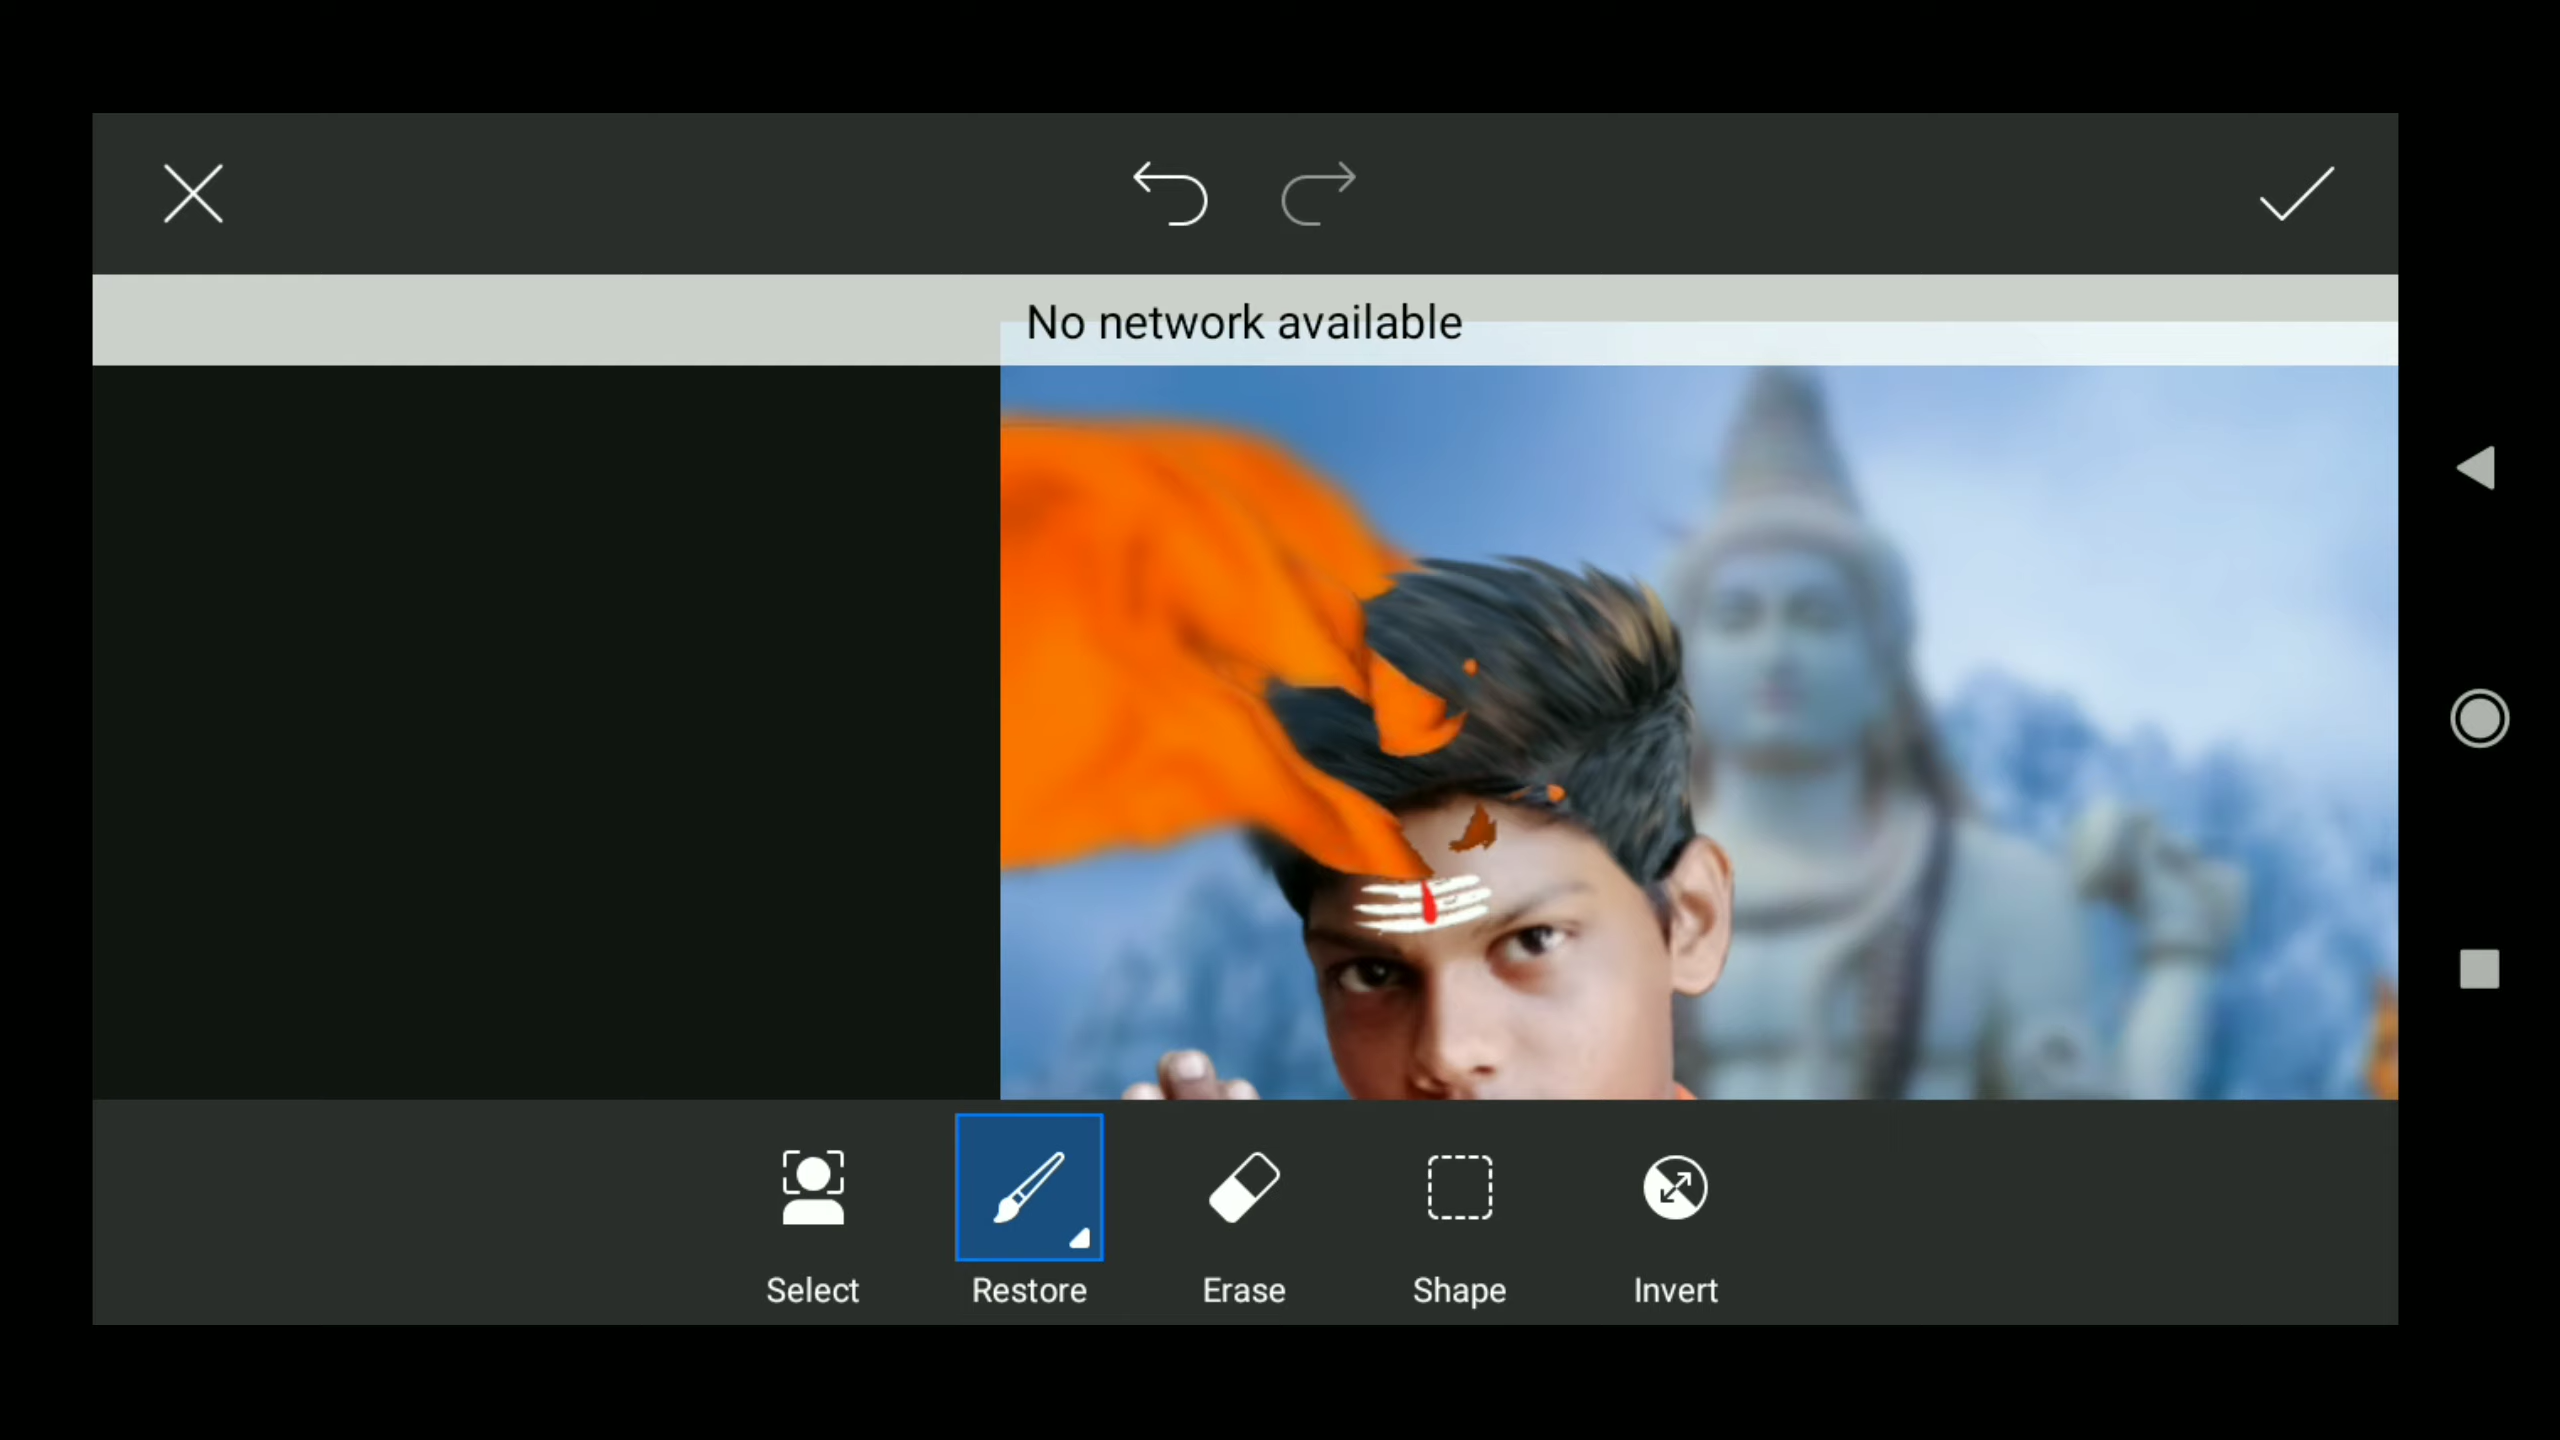 No network available
Select
Restore
Erase
Shape
Invert